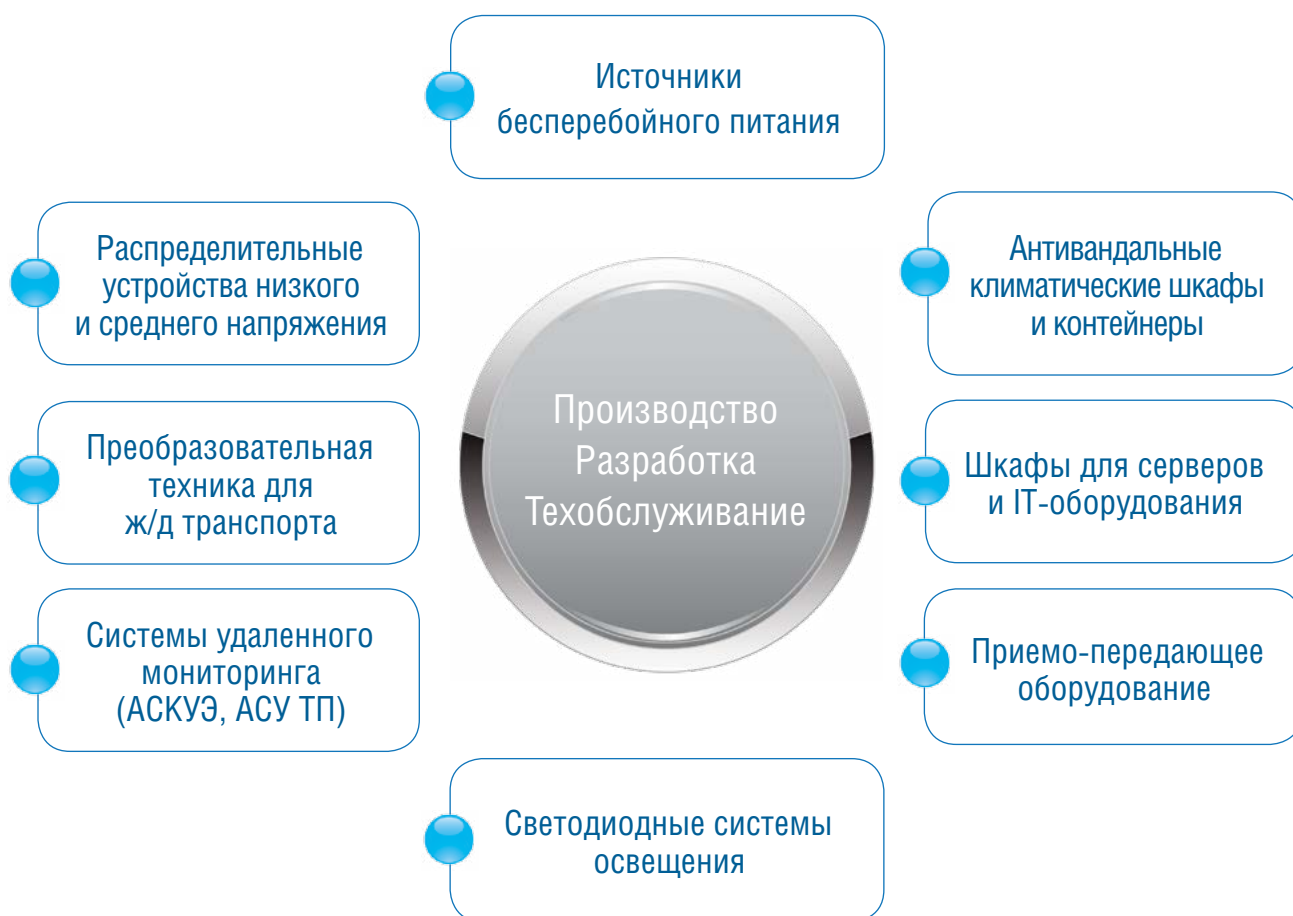 Источники
бесперебойного питания
Распределительные
устройства низкого
и среднего напряжения
Антивандальные
климатические шкафы
и контейнеры
Производство
Разработка
Техобслуживание
Преобразовательная
техника для
ж/д транспорта
Шкафы для серверов
и IT-оборудования
Системы удаленного
мониторинга
(АСКУЭ, АСУ ТП)
Приемо-передающее
оборудование
Светодиодные системы
освещения